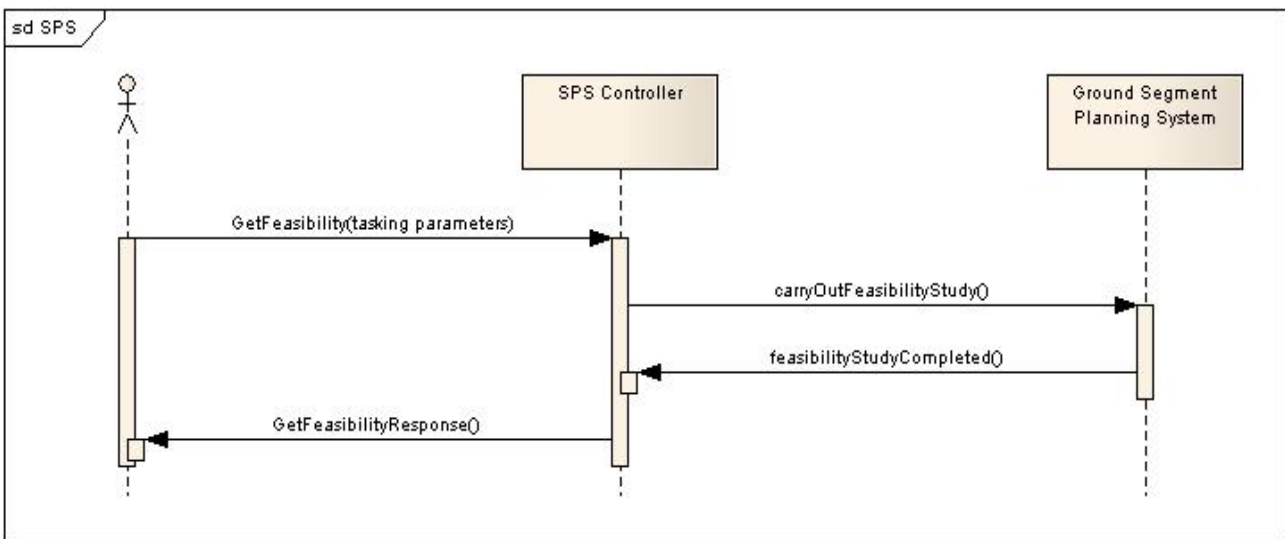 sd SPS
SPS Controller
Ground Segment
Planning System
GetFeasibility(tasking parameters)
carryOutFeasibilityStudy()
feasibilityStudyCompleted()
GetFeasibilityResponse()